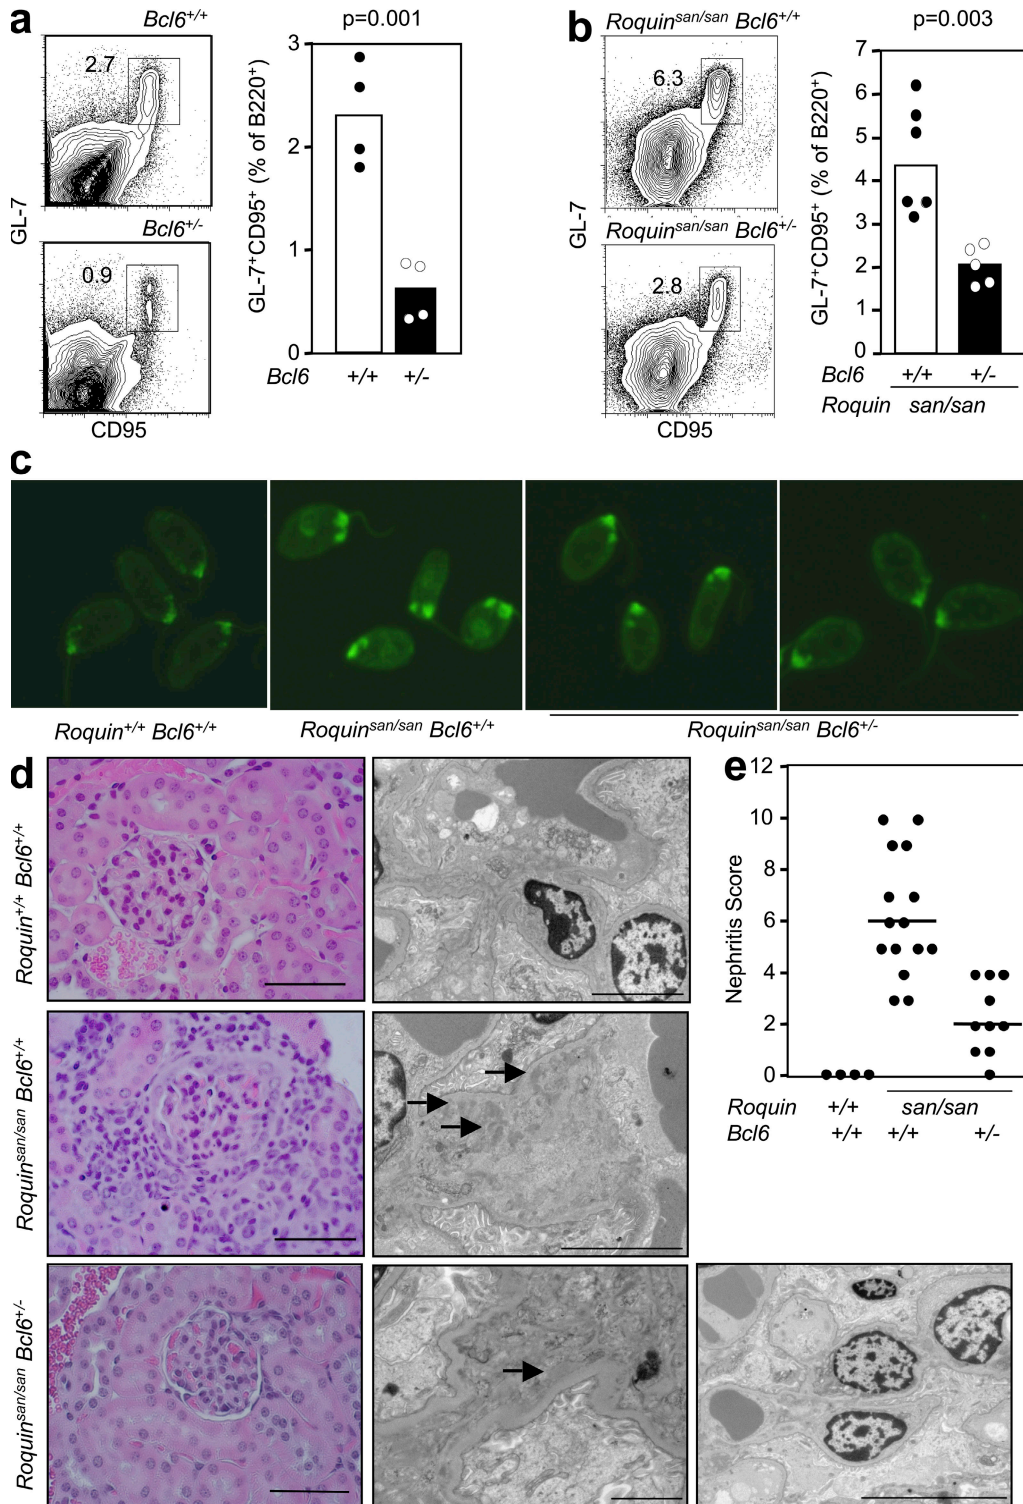 a
Bcl6+/+
p=0.001
2.7
GL-7
Bcl6+/-
0.9
CD95
GL-7+CD95+ (% of B220+)
3
2
1
0
Bcl6 +/+ +/-
b
Roquinsan/san Bcl6+/+
p=0.003
6.3
GL-7
Roquinsan/san Bcl6+/-
2.8
CD95
GL-7+CD95+ (% of B220+)
7
6
5
4
3
2
1
0
Bcl6 +/+ +/-
Roquin san/san
c
Roquin+/+ Bcl6+/+
Roquinsan/san Bcl6+/+
Roquinsan/san Bcl6+/-
d
Roquin+/+ Bcl6+/+
Roquinsan/san Bcl6+/+
Roquinsan/san Bcl6+/-
e
Nephritis Score
12
10
8
6
4
2
0
Roquin +/+ san/san
Bcl6 +/+ +/+ +/-